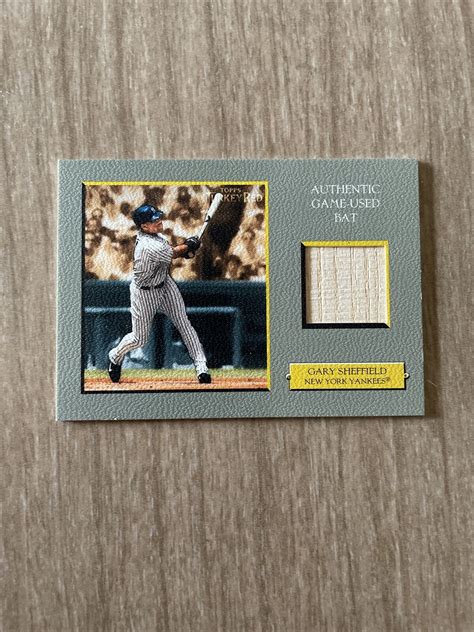 TOPPS
TURKEY RED
AUTHENTIC
GAME-USED
BAT
GARY SHEFFIELD
NEW YORK YANKEES®